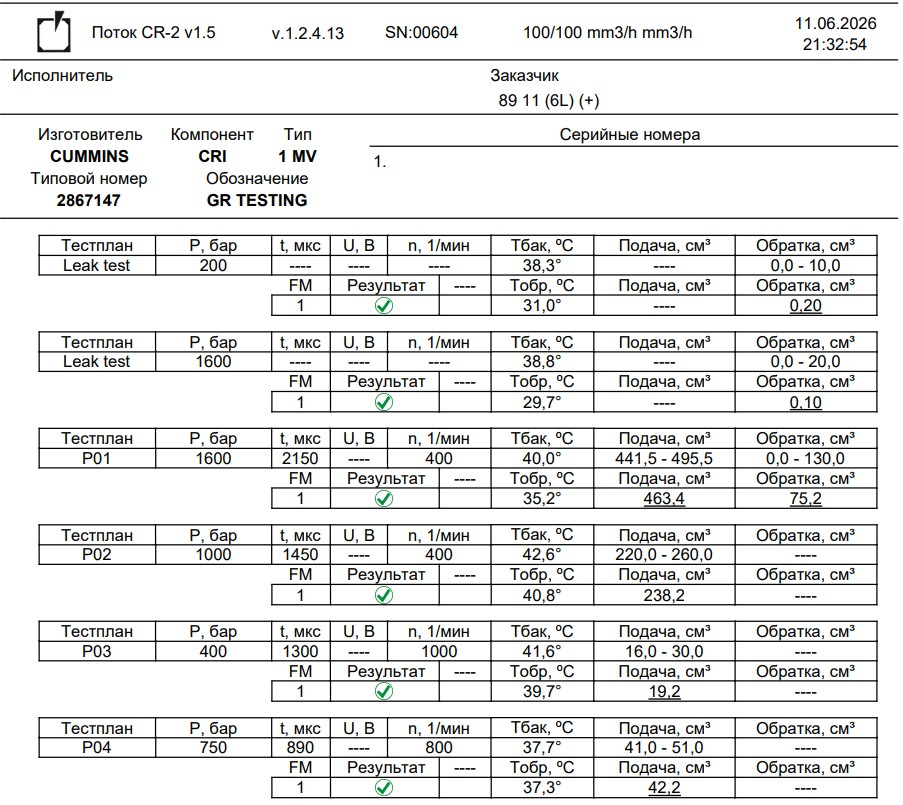 Поток CR-2 v1.5 v.1.2.4.13 SN:00604 100/100 mm3/h mm3/h 11.06.2026
21:32:54
Исполнитель Заказчик
89 11 (6L) (+)
Изготовитель Компонент Тип Серийные номера
CUMMINS CRI 1 MV 1.
Типовой номер Обозначение
2867147 GR TESTING
Тестплан P, бар t, мкс U, B n, 1/мин Тбак, ºC Подача, см³ Обратка, см³
Leak test 200 ---- ---- ---- 38,3° ---- 0,0 - 10,0
FM Результат ---- Тобр, ºC Подача, см³ Обратка, см³
1 31,0° ---- 0,20
Тестплан P, бар t, мкс U, B n, 1/мин Тбак, ºC Подача, см³ Обратка, см³
Leak test 1600 ---- ---- ---- 38,8° ---- 0,0 - 20,0
FM Результат ---- Тобр, ºC Подача, см³ Обратка, см³
1 29,7° ---- 0,10
Тестплан P, бар t, мкс U, B n, 1/мин Тбак, ºC Подача, см³ Обратка, см³
P01 1600 2150 ---- 400 40,0° 441,5 - 495,5 0,0 - 130,0
FM Результат ---- Тобр, ºC Подача, см³ Обратка, см³
1 35,2° 463,4 75,2
Тестплан P, бар t, мкс U, B n, 1/мин Тбак, ºC Подача, см³ Обратка, см³
P02 1000 1450 ---- 400 42,6° 220,0 - 260,0 ----
FM Результат ---- Тобр, ºC Подача, см³ Обратка, см³
1 40,8° 238,2 ----
Тестплан P, бар t, мкс U, B n, 1/мин Тбак, ºC Подача, см³ Обратка, см³
P03 400 1300 ---- 1000 41,6° 16,0 - 30,0 ----
FM Результат ---- Тобр, ºC Подача, см³ Обратка, см³
1 39,7° 19,2 ----
Тестплан P, бар t, мкс U, B n, 1/мин Тбак, ºC Подача, см³ Обратка, см³
P04 750 890 ---- 800 37,7° 41,0 - 51,0 ----
FM Результат ---- Тобр, ºC Подача, см³ Обратка, см³
1 37,3° 42,2 ----